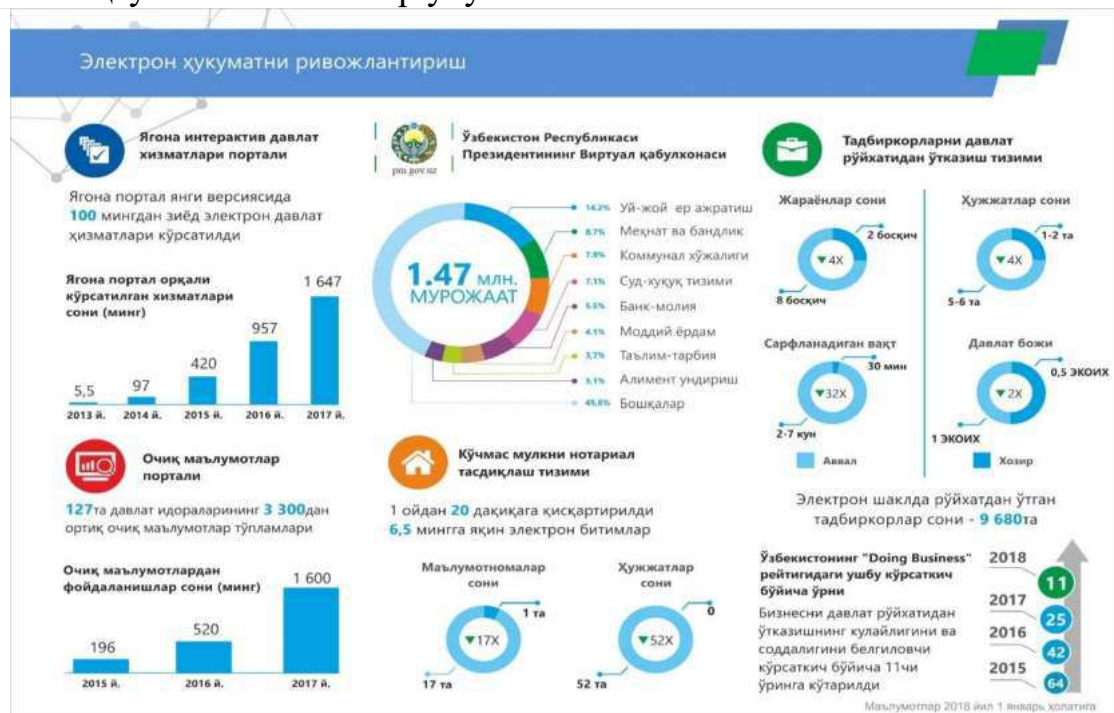 Электрон ҳукуматни ривожлантириш
Ягона интерактив давлат
хизматлари портали
Ягона портал янги версиясида
100 мингдан зиёд электрон давлат
ҳизматлари кўрсатилди
Ягона портал орқали
кўрсатилган хизматлари
сони (минг)
5,5
97
420
957
1 647
2013 й.
2014 й.
2015 й.
2016 й.
2017 й.
Очиқ маълумотлар
портали
127та давлат идораларининг 3 300дан
ортиқ очиқ маълумотлар тўпламлари
Очиқ маълумотлардан
фойдаланишлар сони (минг)
196
520
1 600
2015 й.
2016 й.
2017 й.
pm.gov.uz
Ўзбекистон Республикаси
Президентининг Виртуал қабулхонаси
1.47 млн.
МУРОЖААТ
14.2% Уй-жой ер ажратиш
8.7% Меҳнат ва бандлик
7.9% Коммунал хўжалиги
7.1% Суд-хуқуқ тизими
5.5% Банк-молия
4.1% Моддий ёрдам
3,7% Таълим-тарбия
3,1% Алимент ундириш
45,6% Бошқалар
Кўчмас мулкни нотариал
тасдиқлаш тизими
1 ойдан 20 дақиқага қисқартирилди
6,5 мингга яқин электрон битимлар
Маълумотномалар
сони
1 та
▼17X
17 та
Ҳужжатлар
сони
0
▼52X
52 та
Тадбиркорларни давлат
рўйхатидан ўтказиш тизими
Жараёнлар сони
2 босқич
▼4X
8 босқич
Ҳужжатлар сони
1-2 та
▼4X
5-6 та
Сарфланадиган вақт
30 мин
▼32X
2-7 кун
Давлат божи
0,5 ЭКОИХ
▼2X
1 ЭКОИХ
Аввал
Хозир
Электрон шаклда рўйхатдан ўтган
тадбиркорлар сони - 9 680та
Ўзбекистонинг "Doing Business"
рейтигидаги ушбу кўрсаткич
бўйича ўрни
Бизнесни давлат рўйхатидан
ўтказишнинг кулайлигини ва
соддалигини белгиловчи
кўрсаткич бўйича 11чи
ўринга кўтарилди
2018
11
2017
25
2016
42
2015
64
Маълумотлар 2018 йил 1 январь ҳолатига